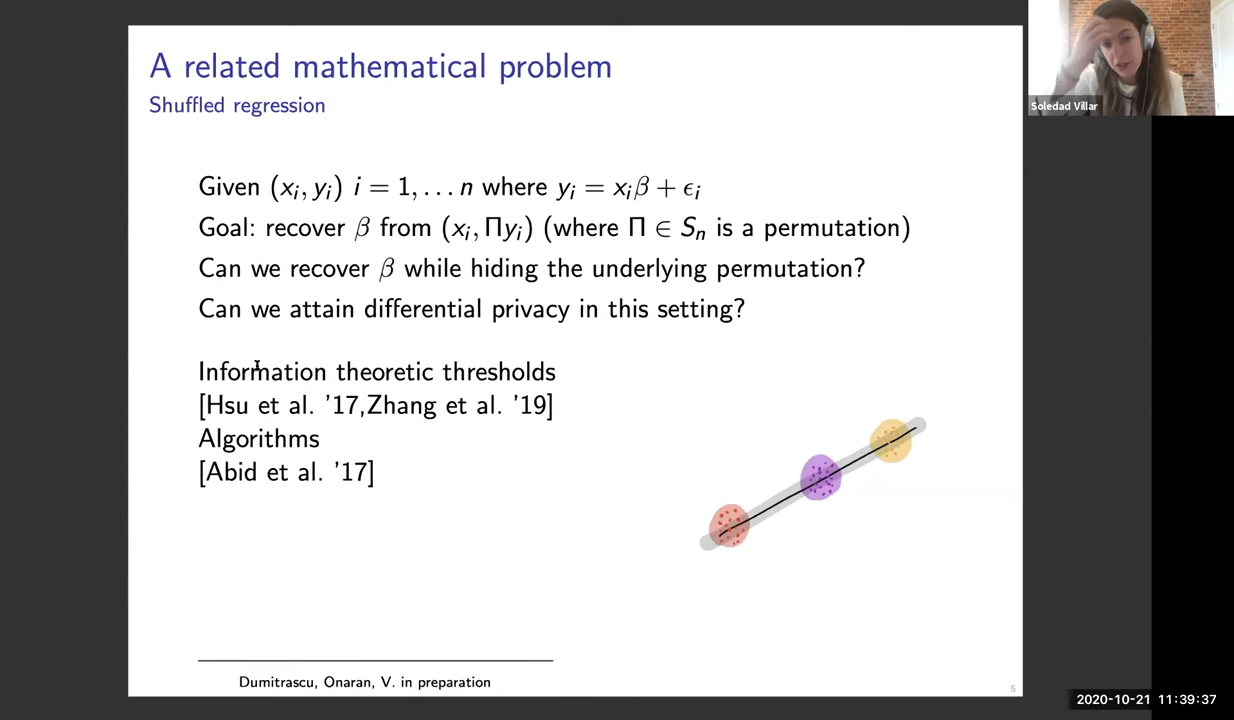 A related mathematical problem
Shuffled regression
Given (xᵢ, yᵢ) i = 1, … n where yᵢ = xᵢβ + ϵᵢ
Goal: recover β from (xᵢ, Πyᵢ) (where Π ∈ Sₙ is a permutation)
Can we recover β while hiding the underlying permutation?
Can we attain differential privacy in this setting?
Information theoretic thresholds
[Hsu et al. '17,Zhang et al. '19]
Algorithms
[Abid et al. '17]
Dumitrascu, Onaran, V. in preparation
5
Soledad Villar
2020-10-21 11:39:37